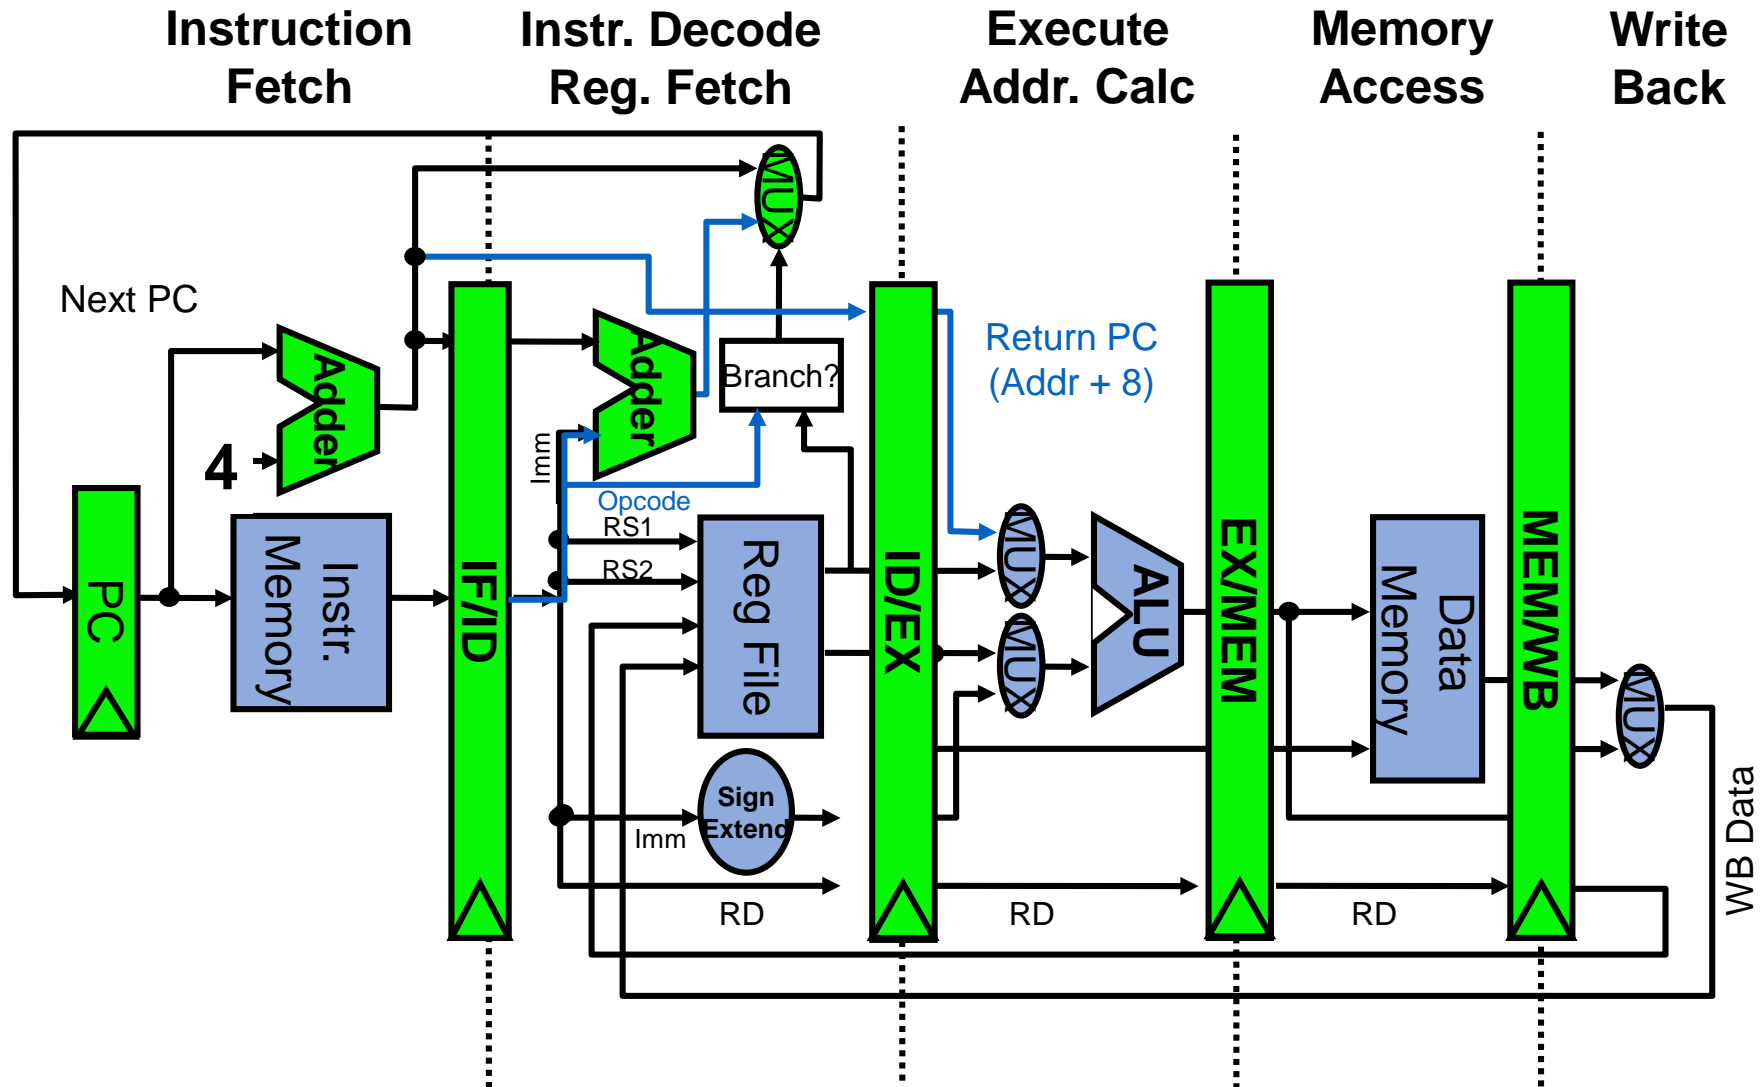 Instruction
Fetch
Instr. Decode
Reg. Fetch
Execute
Addr. Calc
Memory
Access
Write
Back
MUX
Next PC
Adder
Adder
Branch?
Return PC
(Addr + 8)
4
Imm
Opcode
RS1
RS2
PC
Instr.
Memory
IF/ID
Reg File
ID/EX
MUX
MUX
ALU
EX/MEM
Data
Memory
MEM/WB
MUX
Sign
Extend
Imm
RD
RD
RD
WB Data